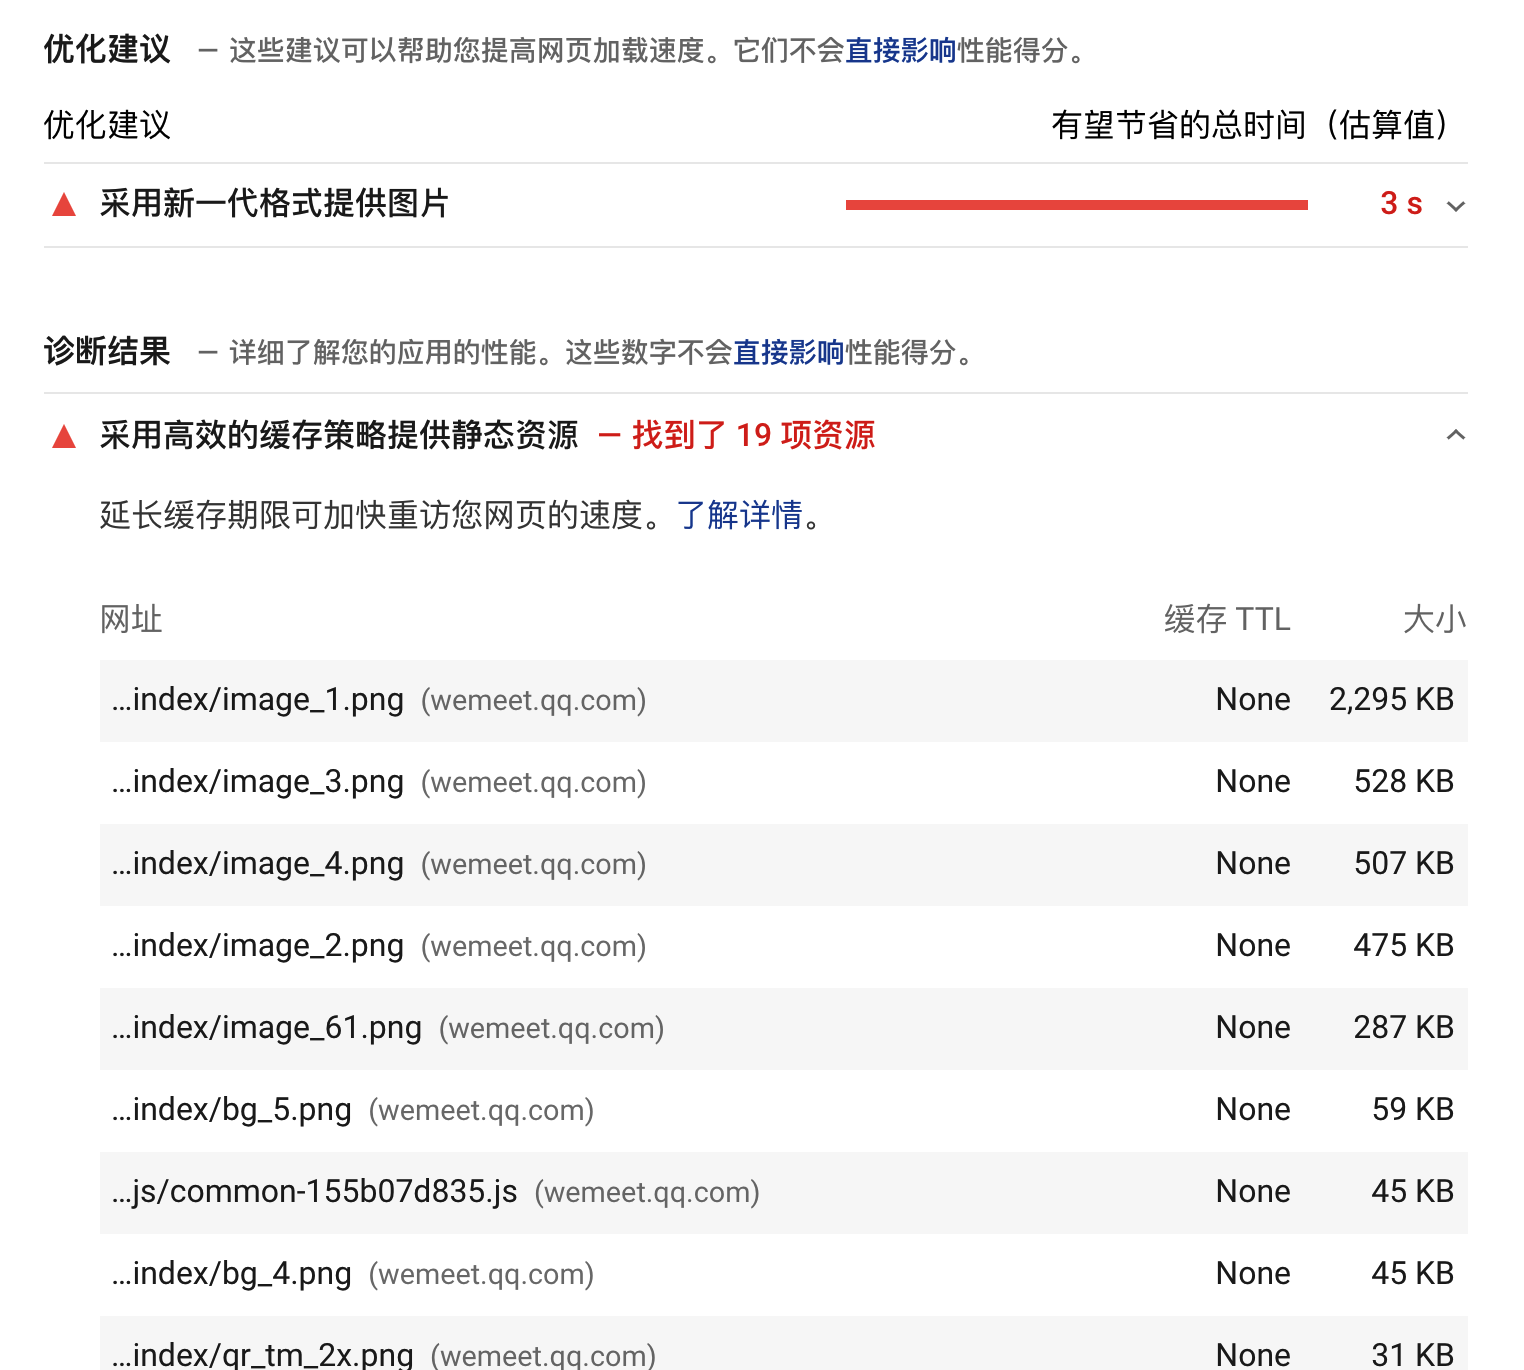 优化建议 — 这些建议可以帮助您提高网页加载速度。它们不会直接影响性能得分。
优化建议 有望节省的总时间（估算值）
采用新一代格式提供图片 3 s
诊断结果 — 详细了解您的应用的性能。这些数字不会直接影响性能得分。
采用高效的缓存策略提供静态资源 — 找到了 19 项资源
延长缓存期限可加快重访您网页的速度。了解详情。
网址 缓存 TTL 大小
…index/image_1.png (wemeet.qq.com) None 2,295 KB
…index/image_3.png (wemeet.qq.com) None 528 KB
…index/image_4.png (wemeet.qq.com) None 507 KB
…index/image_2.png (wemeet.qq.com) None 475 KB
…index/image_61.png (wemeet.qq.com) None 287 KB
…index/bg_5.png (wemeet.qq.com) None 59 KB
…js/common-155b07d835.js (wemeet.qq.com) None 45 KB
…index/bg_4.png (wemeet.qq.com) None 45 KB
…index/qr_tm_2x.png (wemeet.qq.com) None 31 KB